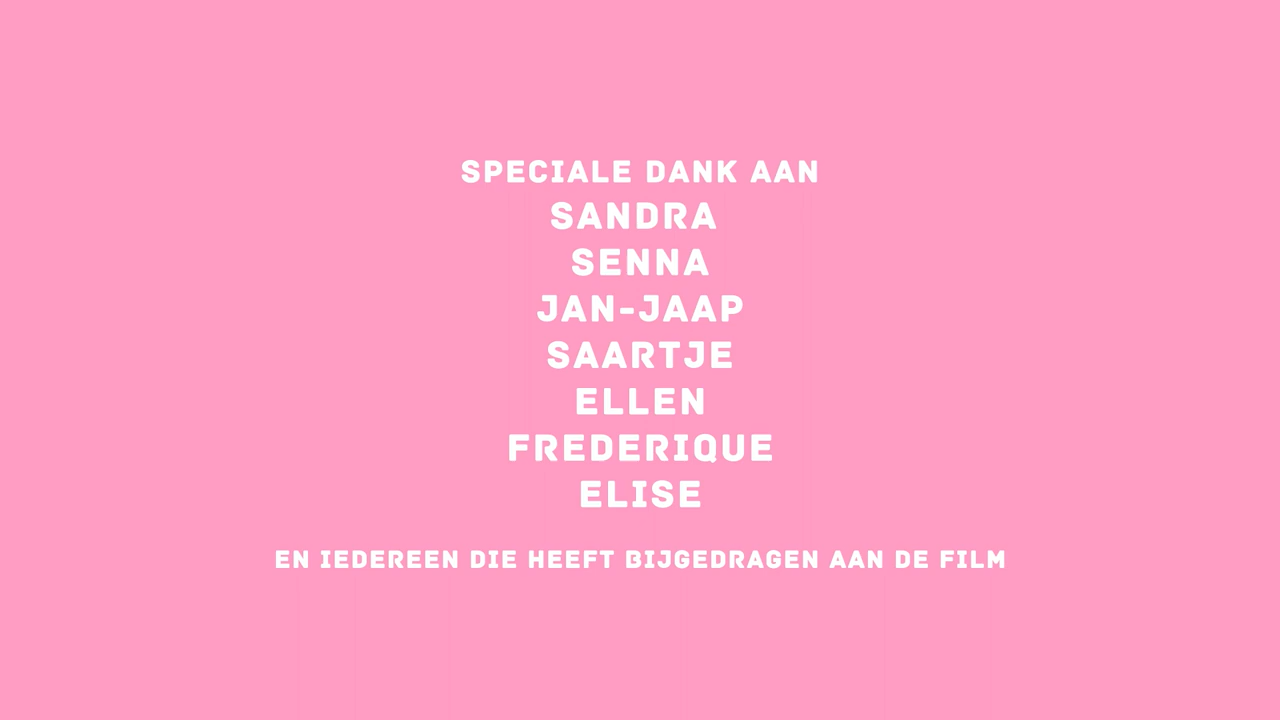 SPECIALE DANK AAN
SANDRA
SENNA
JAN-JAAP
SAARTJE
ELLEN
FREDERIQUE
ELISE
EN IEDEREEN DIE HEEFT BIJGEDRAGEN AAN DE FILM